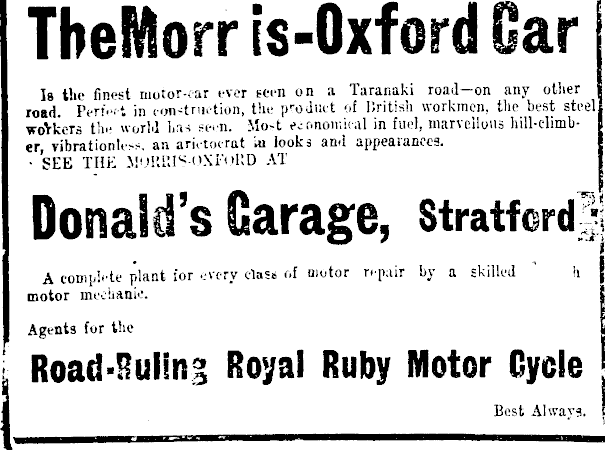 The Morris-Oxford Car
Is the finest motor-car ever seen on a Taranaki road—on any other
road. Perfect in construction, the product of British workmen, the best steel
workers the world has seen. Most economical in fuel, marvellous hill-climb-
er, vibrationless, an arictocrat in looks and appearances.
SEE THE MORRIS-OXFORD AT
Donald's Garage, Stratford
A complete plant for every class of motor repair by a skilled
motor mechanic.
Agents for the
Road-Ruling Royal Ruby Motor Cycle
Best Always.